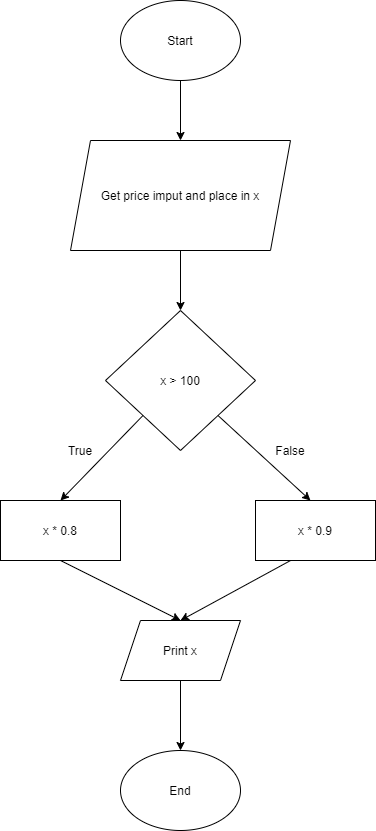 Start
Get price imput and place in x
x > 100
True
False
x * 0.8
x * 0.9
Print x
End